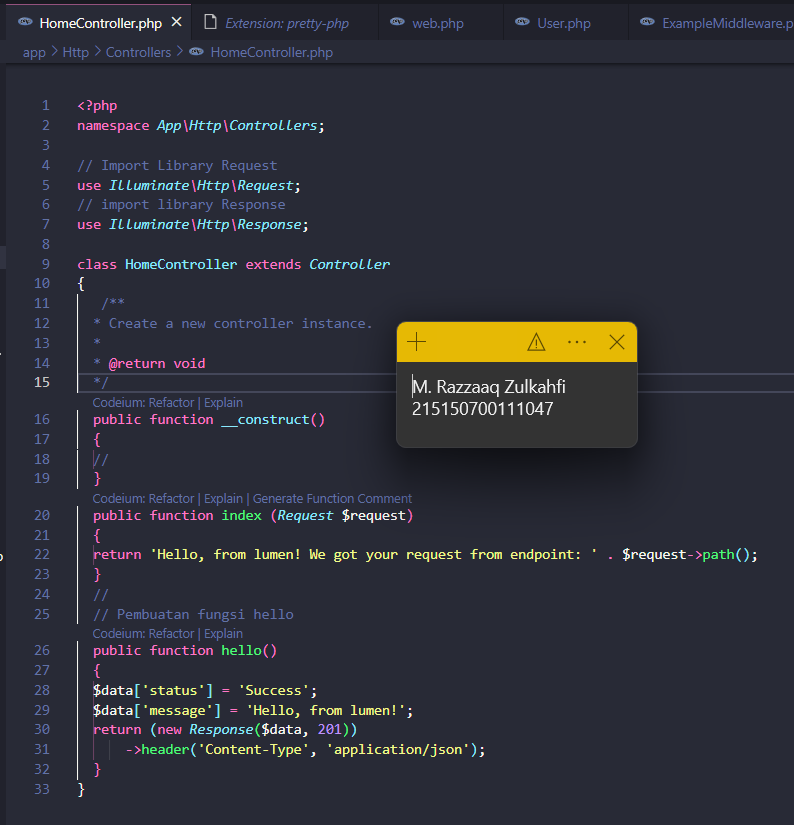 HomeController.php
Extension: pretty-php
web.php
User.php
ExampleMiddleware.p
app > Http > Controllers > HomeController.php
1 <?php
2 namespace App\Http\Controllers;
3
4 // Import Library Request
5 use Illuminate\Http\Request;
6 // import library Response
7 use Illuminate\Http\Response;
8
9 class HomeController extends Controller
10 {
11 /**
12 * Create a new controller instance.
13 *
14 * @return void
15 */
Codeium: Refactor | Explain
16 public function __construct()
17 {
18 //
19 }
Codeium: Refactor | Explain | Generate Function Comment
20 public function index (Request $request)
21 {
22 return 'Hello, from lumen! We got your request from endpoint: ' . $request->path();
23 }
24 //
25 // Pembuatan fungsi hello
Codeium: Refactor | Explain
26 public function hello()
27 {
28 $data['status'] = 'Success';
29 $data['message'] = 'Hello, from lumen!';
30 return (new Response($data, 201))
31 ->header('Content-Type', 'application/json');
32 }
33 }
M. Razzaaq Zulkahfi
215150700111047